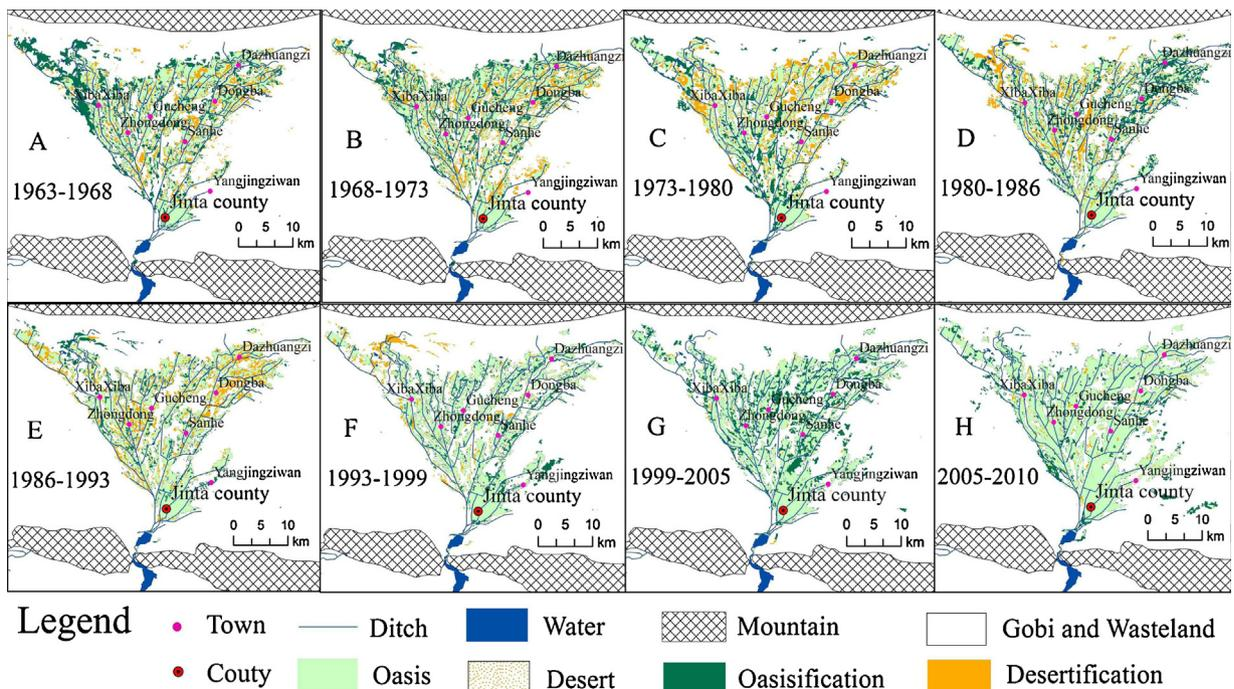 Dazhuangzi
XibaXiba
Dongba
Gucheng
Zhongdong
Sanhe
A
1963-1968
Yangjingziwan
Jinta county
0 5 10
km
Dazhuangzi
XibaXiba
Dongba
Gucheng
Zhongdong
Sanhe
B
1968-1973
Yangjingziwan
Jinta county
0 5 10
km
Dazhuangzi
XibaXiba
Dongba
Gucheng
Zhongdong
Sanhe
C
1973-1980
Yangjingziwan
Jinta county
0 5 10
km
Dazhuangzi
XibaXiba
Dongba
Gucheng
Zhongdong
Sanhe
D
1980-1986
Yangjingziwan
Jinta county
0 5 10
km
Dazhuangzi
XibaXiba
Dongba
Gucheng
Zhongdong
Sanhe
E
1986-1993
Yangjingziwan
Jinta county
0 5 10
km
Dazhuangzi
XibaXiba
Dongba
Gucheng
Zhongdong
Sanhe
F
1993-1999
Yangjingziwan
Jinta county
0 5 10
km
Dazhuangzi
XibaXiba
Dongba
Gucheng
Zhongdong
Sanhe
G
1999-2005
Yangjingziwan
Jinta county
0 5 10
km
Dazhuangzi
XibaXiba
Dongba
Gucheng
Zhongdong
Sanhe
H
2005-2010
Yangjingziwan
Jinta county
0 5 10
km
Legend
Town Ditch Water Mountain Gobi and Wasteland
Couty Oasis Desert Oasisification Desertification